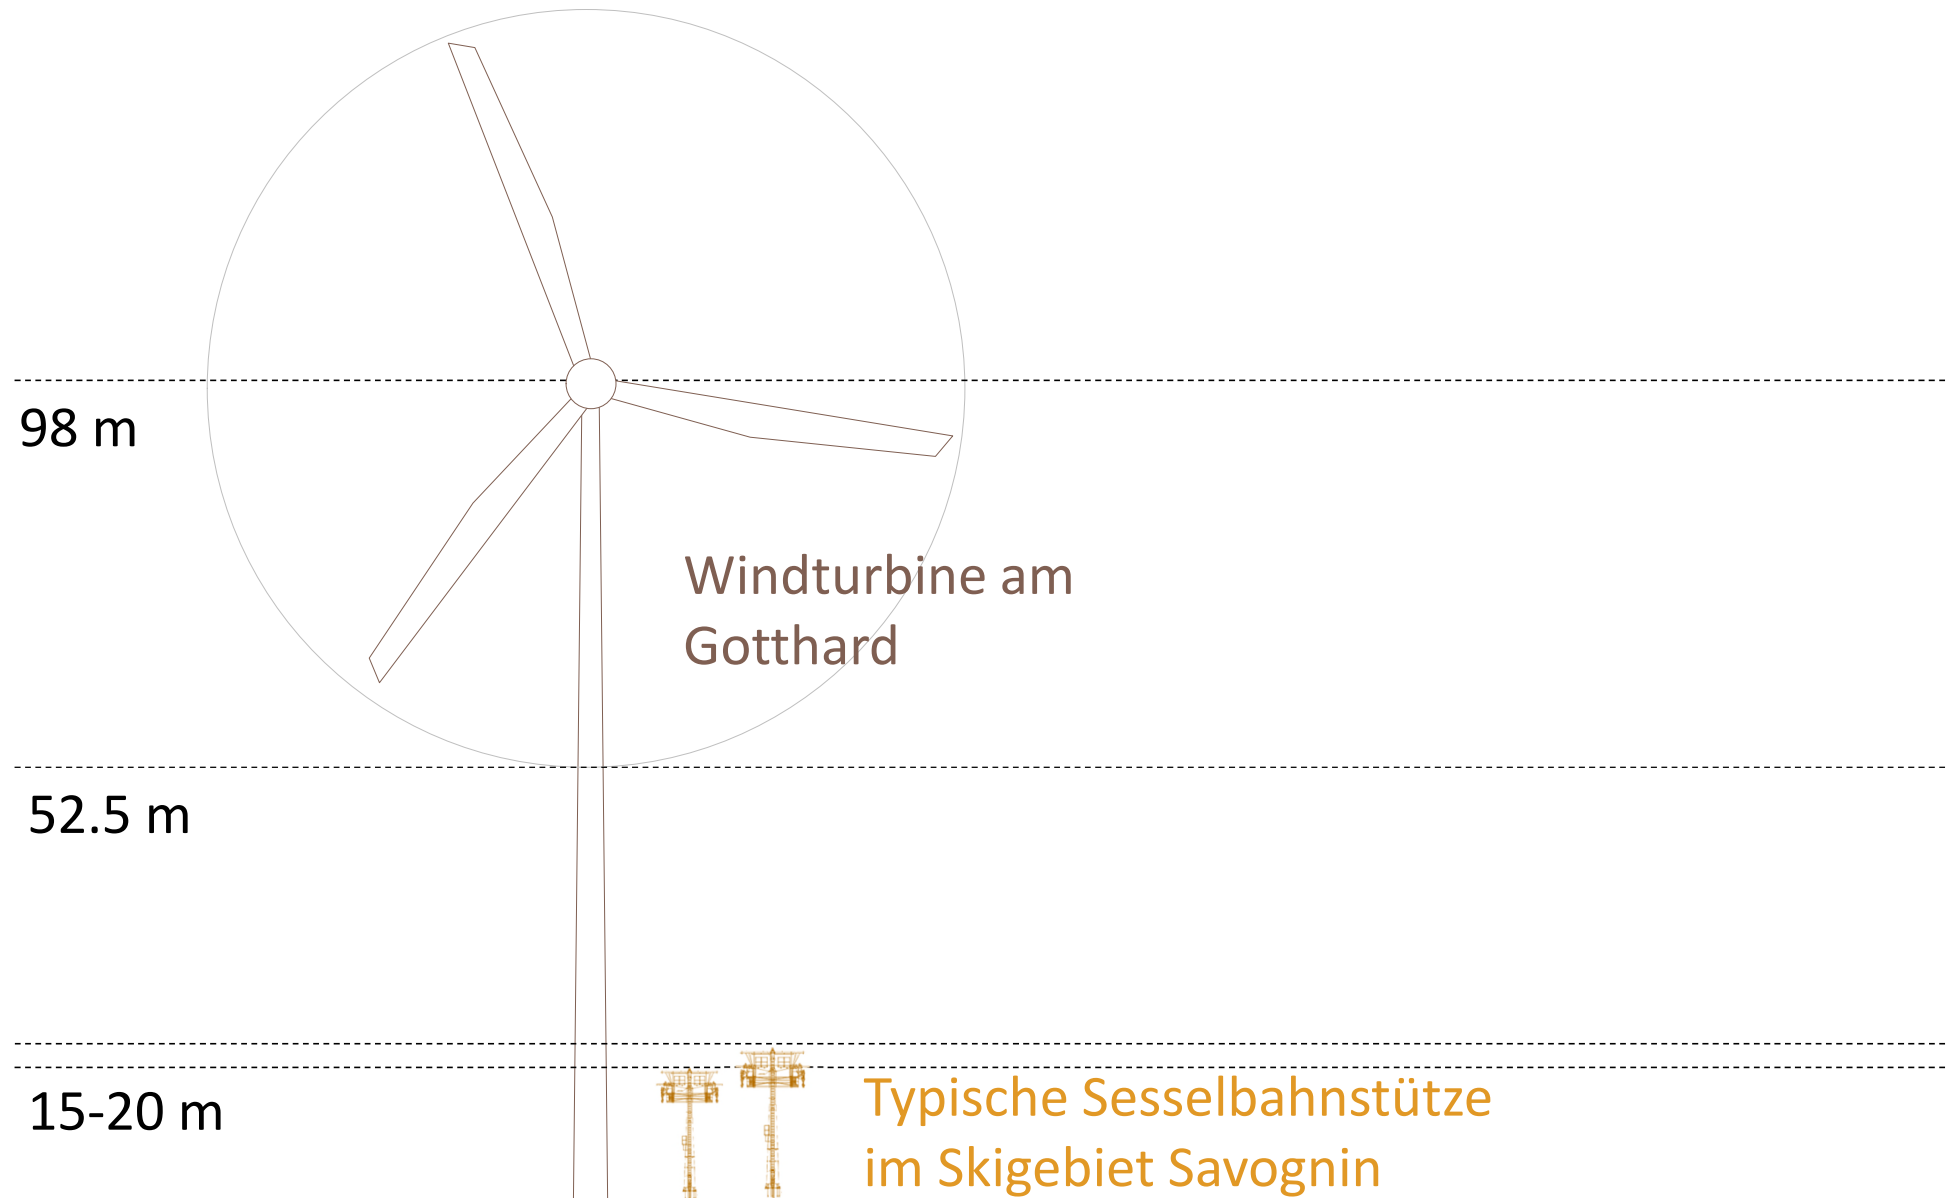 98 m
Windturbine am
Gotthard
52.5 m
15-20 m
Typische Sesselbahnstütze
im Skigebiet Savognin